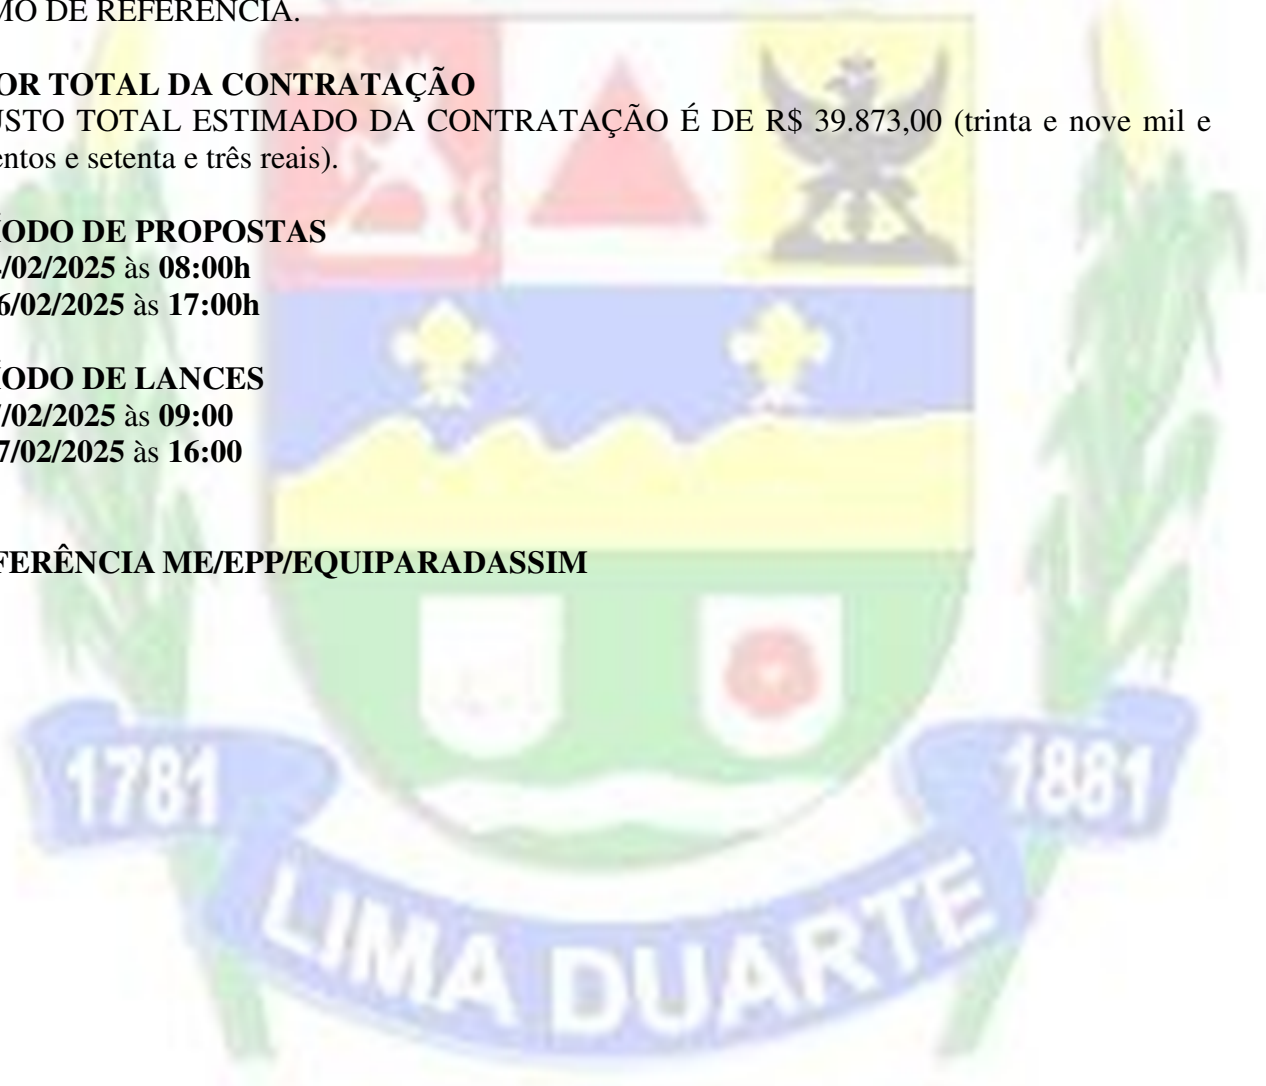 MO DE REFERÊNCIA.
OR TOTAL DA CONTRATAÇÃO
USTO TOTAL ESTIMADO DA CONTRATAÇÃO É DE R$ 39.873,00 (trinta e nove mil e
entos e setenta e três reais).
ÍODO DE PROPOSTAS
/02/2025 às 08:00h
6/02/2025 às 17:00h
ÍODO DE LANCES
/02/2025 às 09:00
7/02/2025 às 16:00
FERÊNCIA ME/EPP/EQUIPARADASSIM
1781
1881
LIMA DUARTE